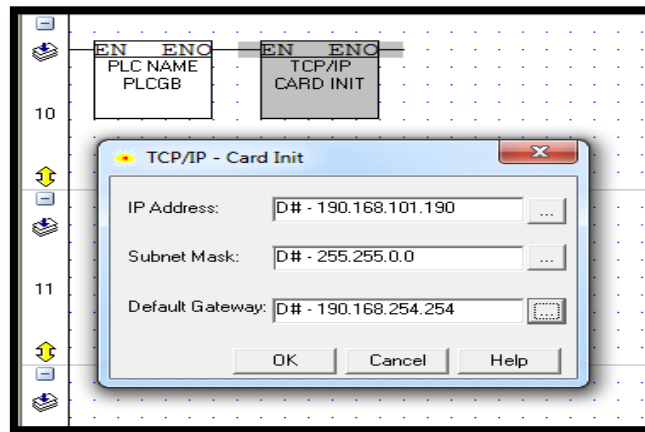 EN ENO
PLC NAME
PLCGB
EN ENO
TCP/IP
CARD INIT
10
TCP/IP - Card Init
IP Address: D# - 190.168.101.190 ...
Subnet Mask: D# - 255.255.0.0 ...
11
Default Gateway: D# - 190.168.254.254 ...
OK Cancel Help